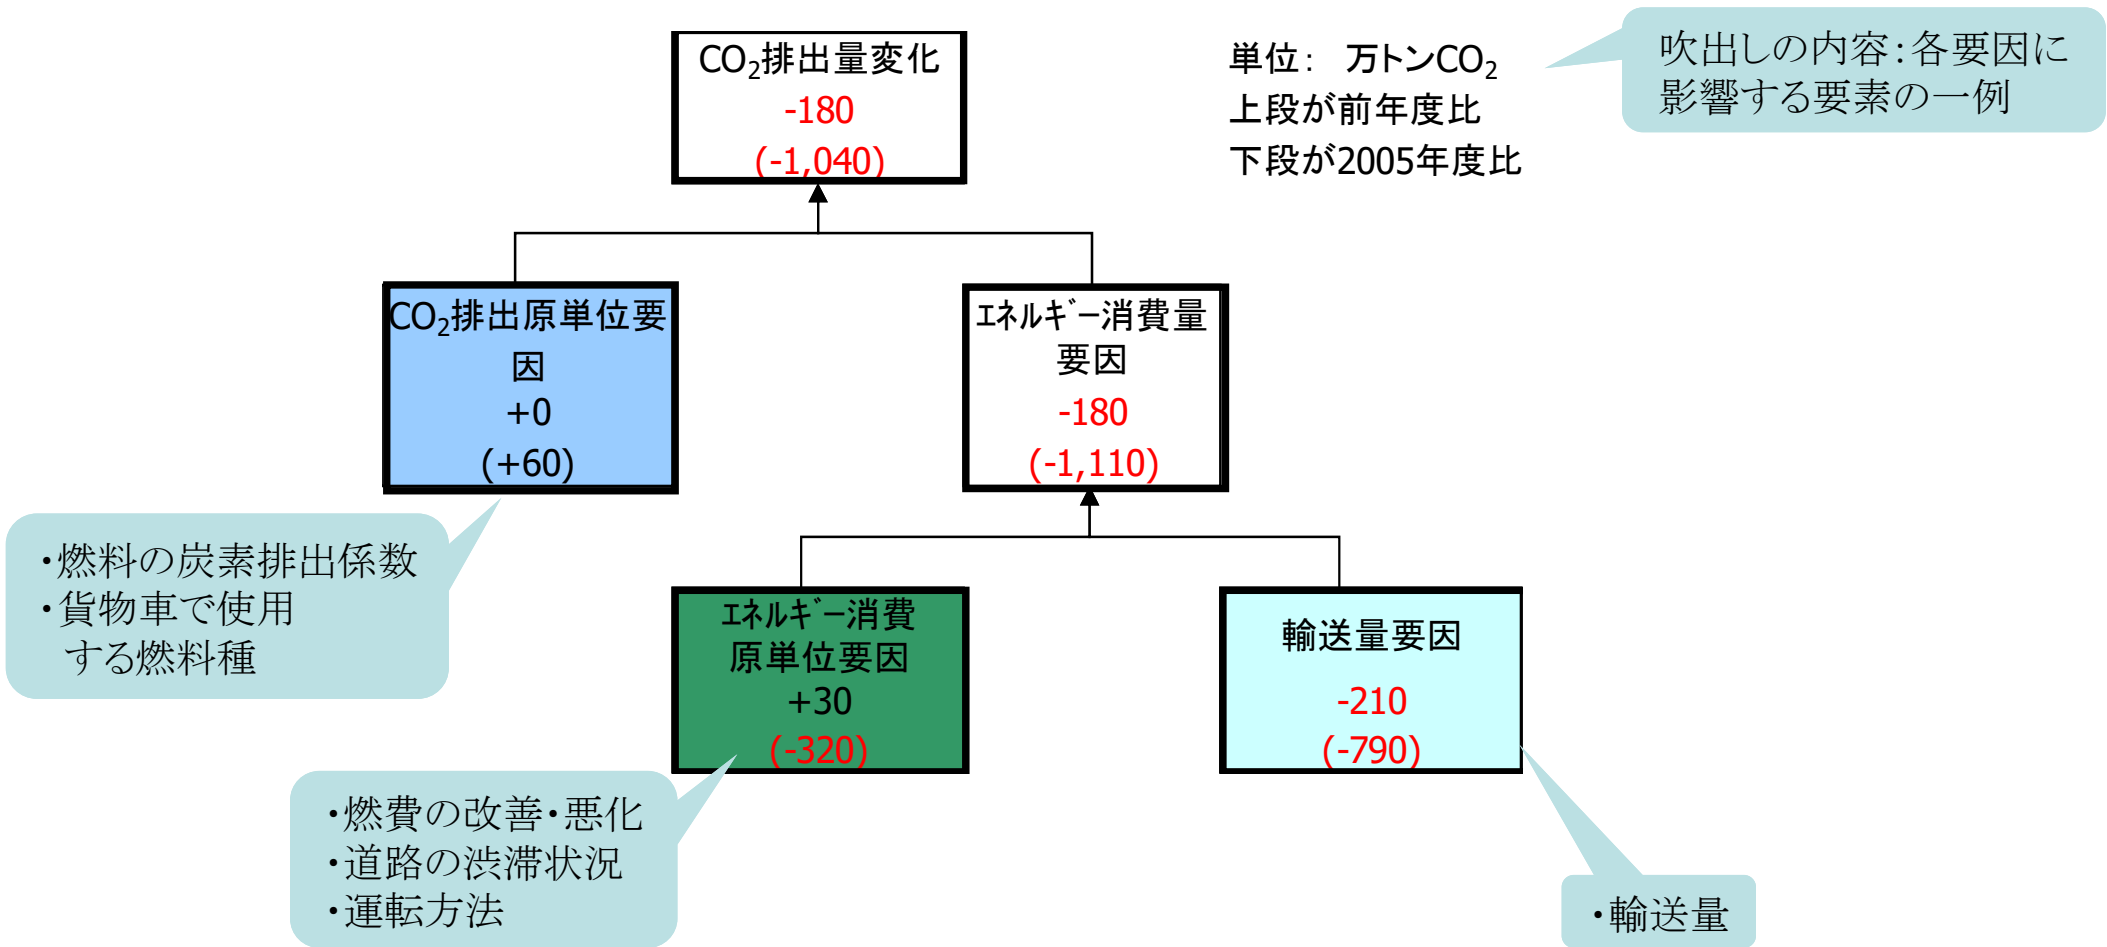 CO₂排出量変化
-180
(-1,040)
単位： 万トンCO₂
上段が前年度比
下段が2005年度比
吹出しの内容：各要因に
影響する要素の一例
CO₂排出原単位要
因
+0
(+60)
ｴﾈﾙｷﾞｰ消費量
要因
-180
(-1,110)
・燃料の炭素排出係数
・貨物車で使用
する燃料種
ｴﾈﾙｷﾞｰ消費
原単位要因
+30
(-320)
輸送量要因
-210
(-790)
・燃費の改善・悪化
・道路の渋滞状況
・運転方法
・輸送量